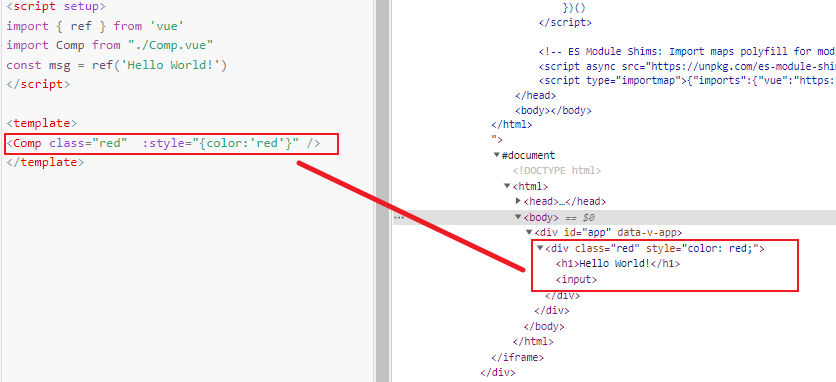 <script setup>
import { ref } from 'vue'
import Comp from "./Comp.vue"
const msg = ref('Hello World!')
</script>
<template>
<Comp class="red"  :style="{color:'red'}" />
</template>
})()
</script>
<!-- ES Module Shims: Import maps polyfill for mod
<script async src="https://unpkg.com/es-module-shi
<script type="importmap">{"imports":{"vue":"https:
</head>
<body></body>
</html>
">
▼#document
<!DOCTYPE html>
▼<html>
▶<head>…</head>
…▼<body> == $0
▼<div id="app" data-v-app>
▼<div class="red" style="color: red;">
<h1>Hello World!</h1>
<input>
</div>
</div>
</body>
</html>
</iframe>
</div>